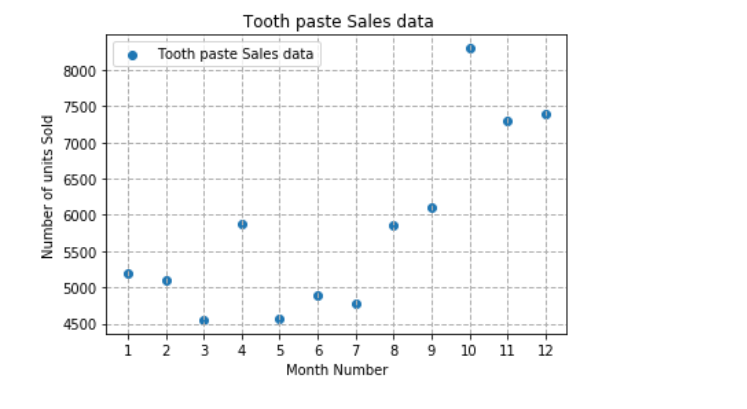 Tooth paste Sales data
Tooth paste Sales data
Number of units Sold
8000
7500
7000
6500
6000
5500
5000
4500
1 2 3 4 5 6 7 8 9 10 11 12
Month Number